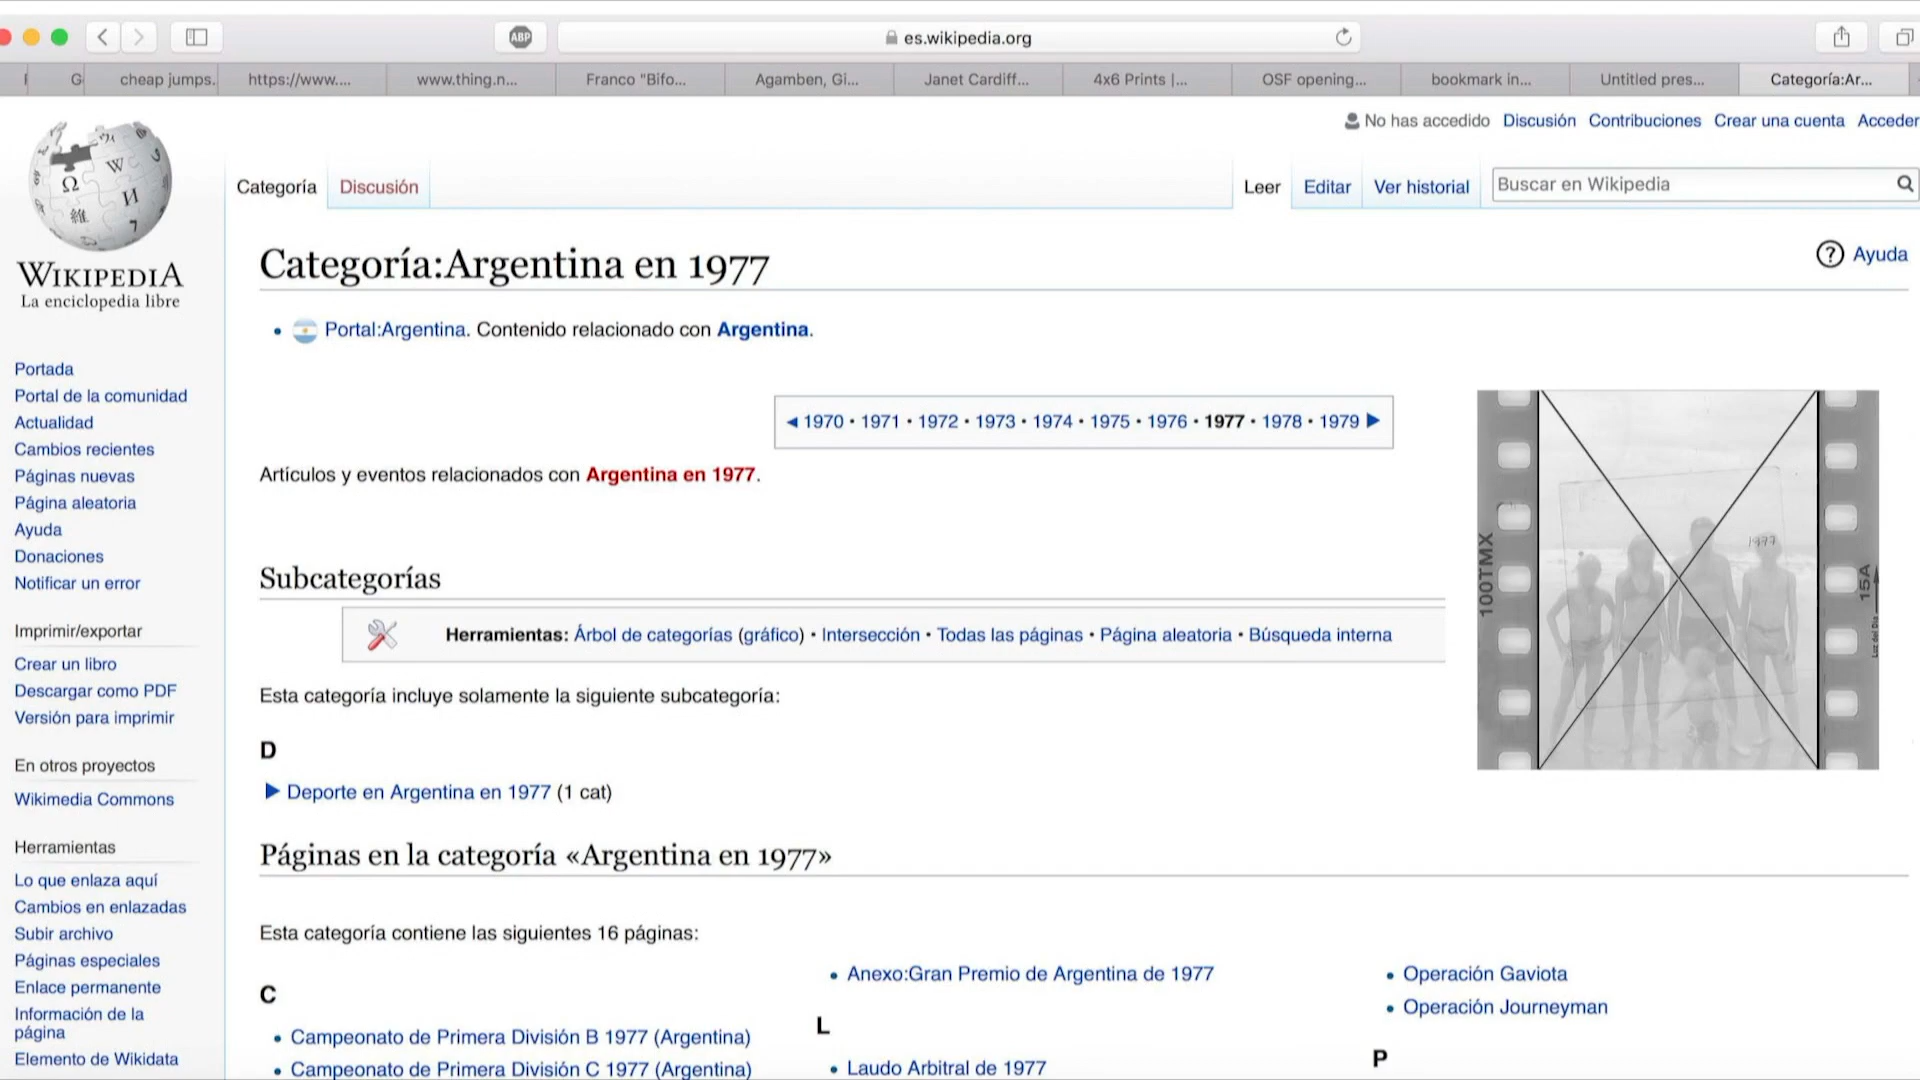 ABP
es.wikipedia.org
cheap jumps.
https://www....
www.thing.n...
Franco "Bifo...
Agamben, Gi...
Janet Cardiff...
4x6 Prints |...
OSF opening...
bookmark in...
Untitled pres...
Categoría:Ar...
No has accedido Discusión Contribuciones Crear una cuenta Acceder
Categoría Discusión
Leer Editar Ver historial
Buscar en Wikipedia
WIKIPEDIA
La enciclopedia libre
Portada
Portal de la comunidad
Actualidad
Cambios recientes
Páginas nuevas
Página aleatoria
Ayuda
Donaciones
Notificar un error
Imprimir/exportar
Crear un libro
Descargar como PDF
Versión para imprimir
En otros proyectos
Wikimedia Commons
Herramientas
Lo que enlaza aquí
Cambios en enlazadas
Subir archivo
Páginas especiales
Enlace permanente
Información de la
página
Elemento de Wikidata
Categoría:Argentina en 1977
Ayuda
Portal:Argentina. Contenido relacionado con Argentina.
◄ 1970 • 1971 • 1972 • 1973 • 1974 • 1975 • 1976 • 1977 • 1978 • 1979 ►
Artículos y eventos relacionados con Argentina en 1977.
100TMX
1977
15A
Subcategorías
Herramientas: Árbol de categorías (gráfico) • Intersección • Todas las páginas • Página aleatoria • Búsqueda interna
Esta categoría incluye solamente la siguiente subcategoría:
D
► Deporte en Argentina en 1977 (1 cat)
Páginas en la categoría «Argentina en 1977»
Esta categoría contiene las siguientes 16 páginas:
C
Campeonato de Primera División B 1977 (Argentina)
Campeonato de Primera División C 1977 (Argentina)
Anexo:Gran Premio de Argentina de 1977
L
Laudo Arbitral de 1977
Operación Gaviota
Operación Journeyman
P